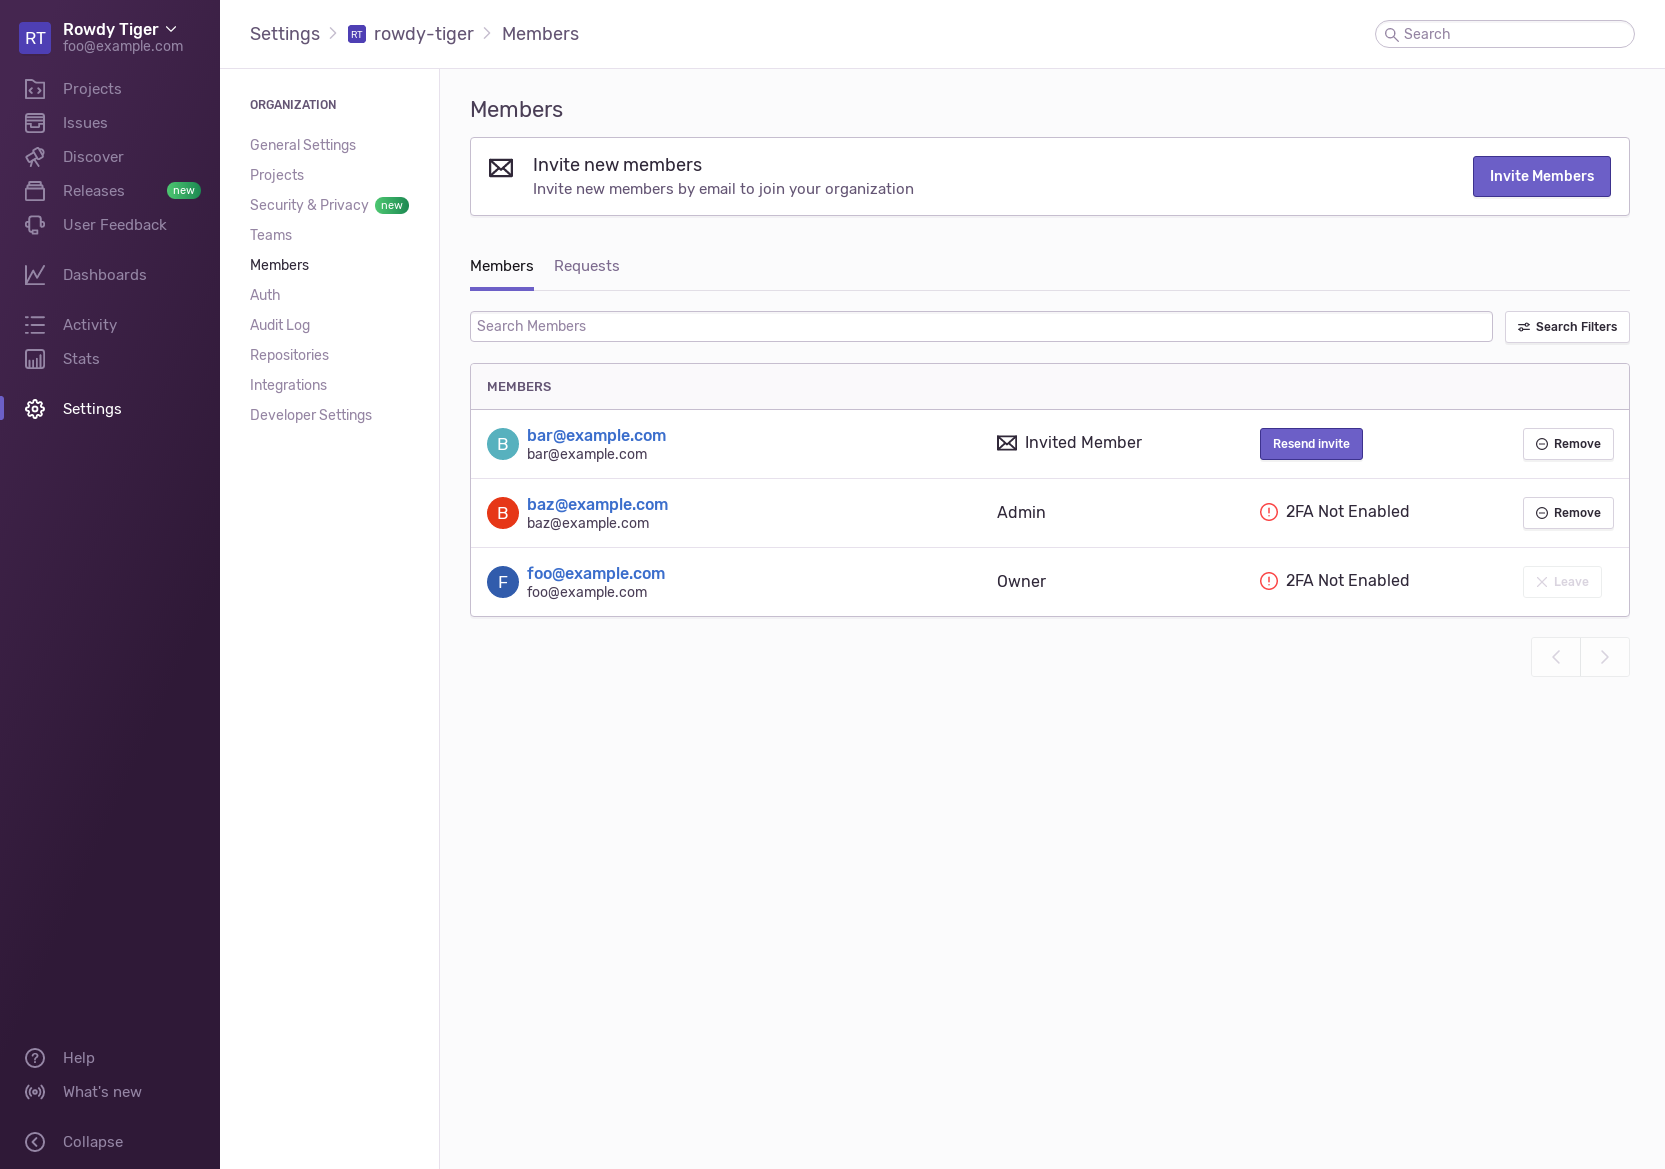 RT
Rowdy Tiger
foo@example.com
Projects
Issues
Discover
Releases new
User Feedback
Dashboards
Activity
Stats
Settings
Help
What's new
Collapse
Settings RT rowdy-tiger Members
Search
ORGANIZATION
General Settings
Projects
Security & Privacy new
Teams
Members
Auth
Audit Log
Repositories
Integrations
Developer Settings
Members
Invite new members
Invite new members by email to join your organization
Invite Members
Members Requests
Search Members
Search Filters
MEMBERS
B
bar@example.com
bar@example.com
Invited Member
Resend invite
Remove
B
baz@example.com
baz@example.com
Admin
2FA Not Enabled
Remove
F
foo@example.com
foo@example.com
Owner
2FA Not Enabled
Leave